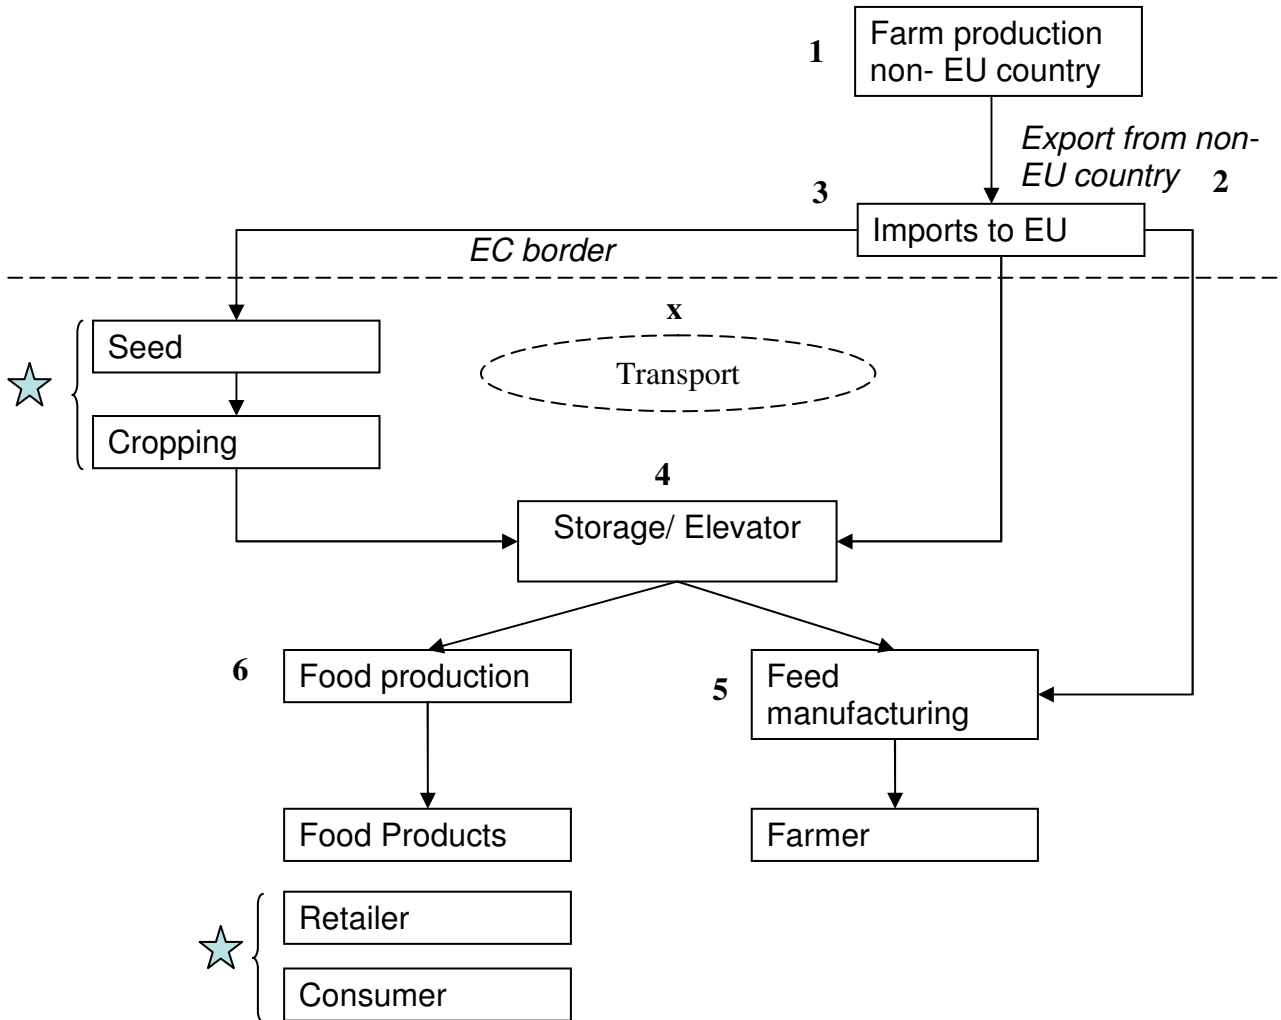 1
Farm production
non- EU country
Export from non-
EU country
2
3
Imports to EU
EC border
Seed
x
Transport
Cropping
4
Storage/ Elevator
6
Food production
5
Feed
manufacturing
Food Products
Farmer
Retailer
Consumer